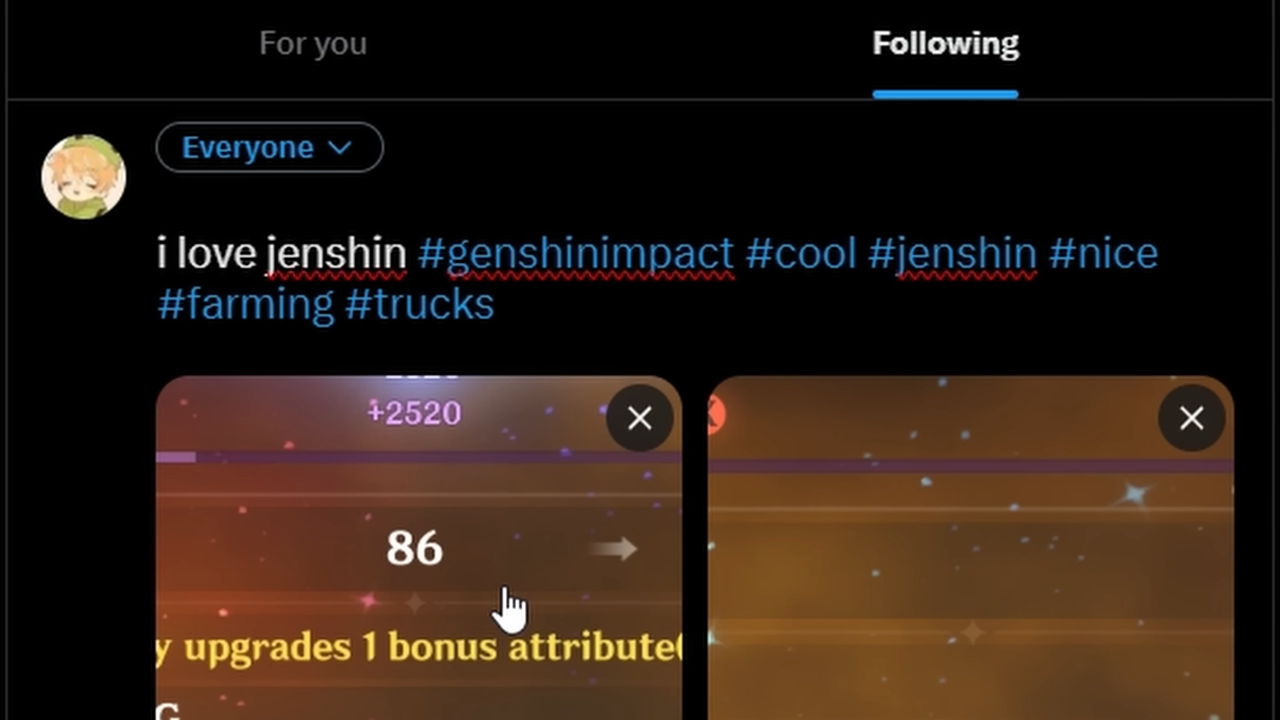 For you
Following
Everyone
i love jenshin #genshinimpact #cool #jenshin #nice
#farming #trucks
+2520
86
upgrades 1 bonus attribute